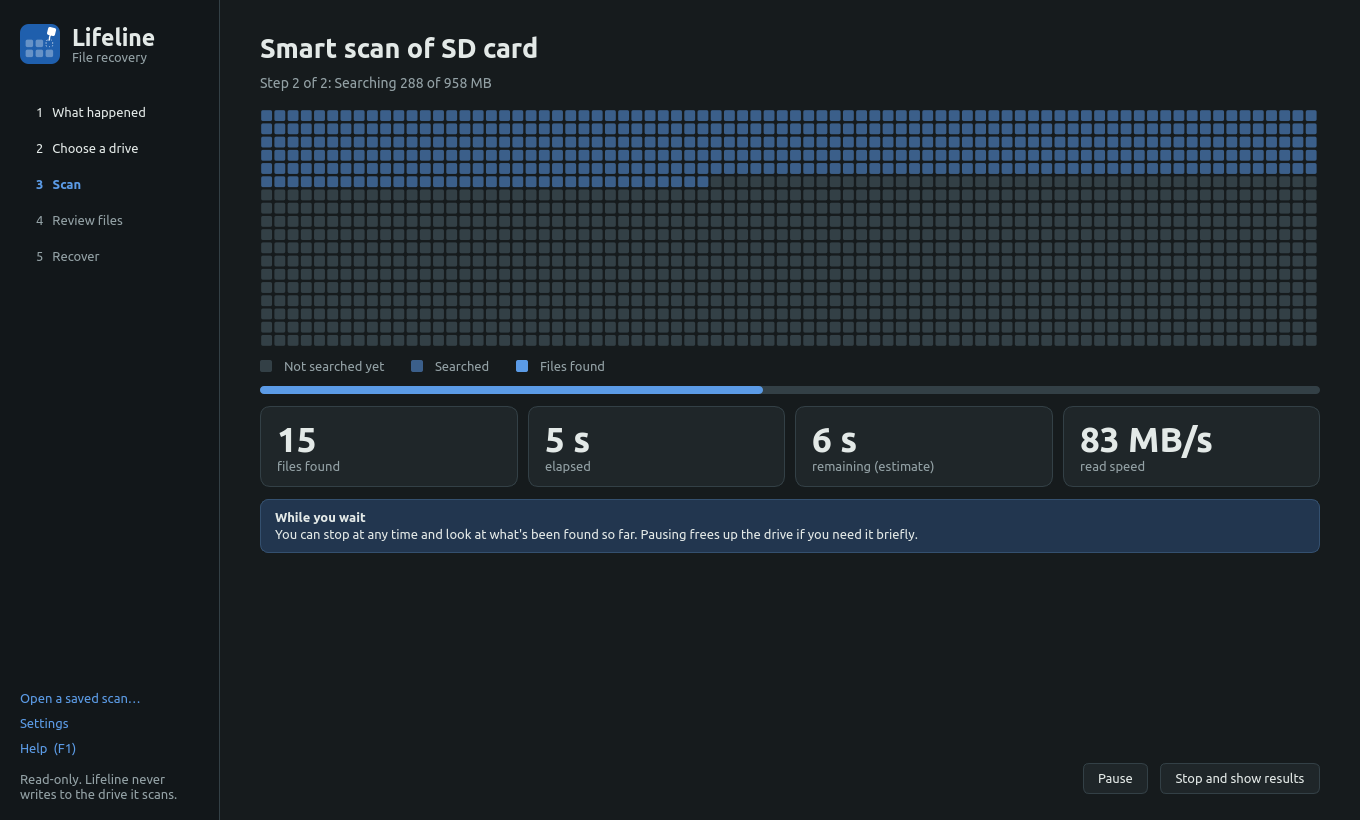 Lifeline
File recovery
1 What happened
2 Choose a drive
3 Scan
4 Review files
5 Recover
Open a saved scan…
Settings
Help (F1)
Read-only. Lifeline never
writes to the drive it scans.
Smart scan of SD card
Step 2 of 2: Searching 288 of 958 MB
Not searched yet
Searched
Files found
15
files found
5 s
elapsed
6 s
remaining (estimate)
83 MB/s
read speed
While you wait
You can stop at any time and look at what's been found so far. Pausing frees up the drive if you need it briefly.
Pause
Stop and show results